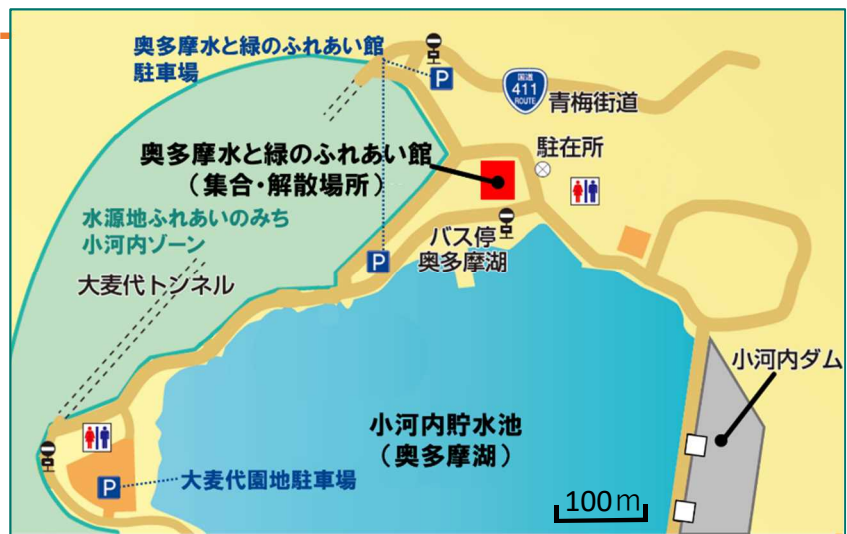 奥多摩水と緑のふれあい館
駐車場
P
国道
411
ROUTE
青梅街道
奥多摩水と緑のふれあい館
（集合・解散場所）
駐在所
水源地ふれあいのみち
小河内ゾーン
バス停
奥多摩湖
P
大麦代トンネル
小河内ダム
小河内貯水池
（奥多摩湖）
P
大麦代園地駐車場
100m